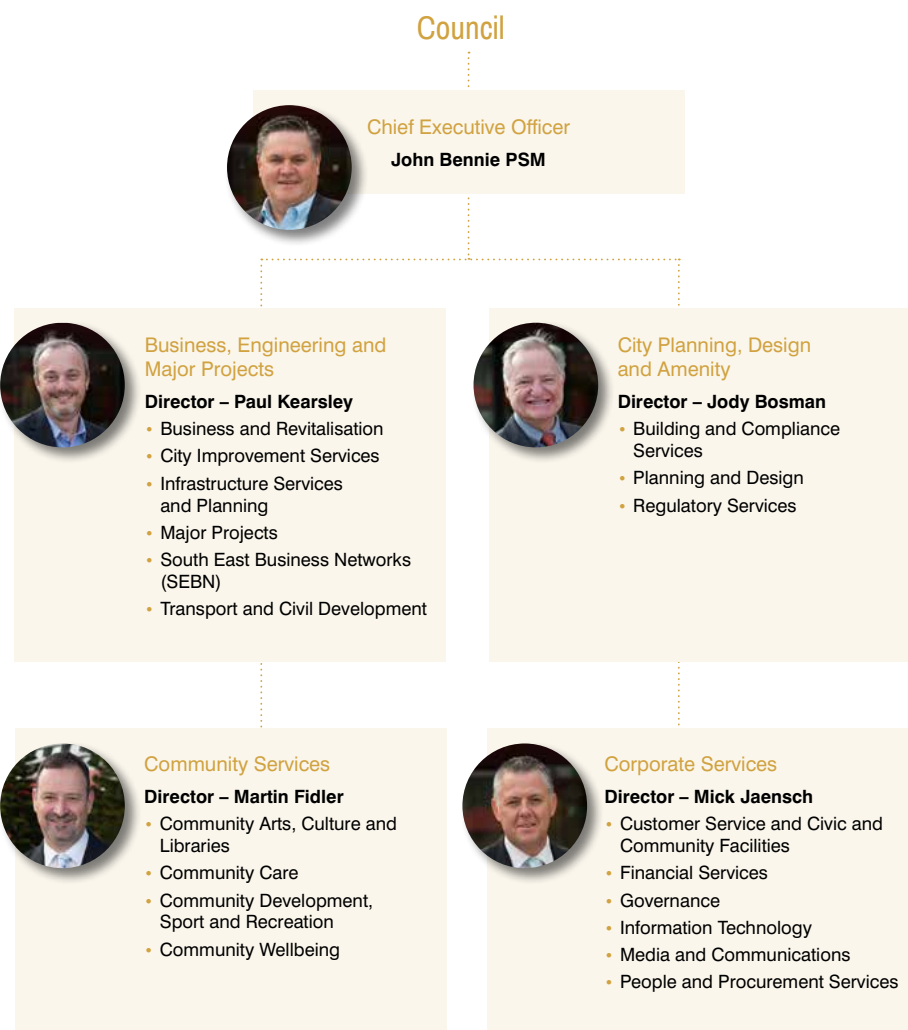 Council
Chief Executive Officer
John Bennie PSM
Business, Engineering and
Major Projects
Director – Paul Kearsley
• Business and Revitalisation
• City Improvement Services
• Infrastructure Services
and Planning
• Major Projects
• South East Business Networks
(SEBN)
• Transport and Civil Development
City Planning, Design
and Amenity
Director – Jody Bosman
• Building and Compliance
Services
• Planning and Design
• Regulatory Services
Community Services
Director – Martin Fidler
• Community Arts, Culture and
Libraries
• Community Care
• Community Development,
Sport and Recreation
• Community Wellbeing
Corporate Services
Director – Mick Jaensch
• Customer Service and Civic and
Community Facilities
• Financial Services
• Governance
• Information Technology
• Media and Communications
• People and Procurement Services